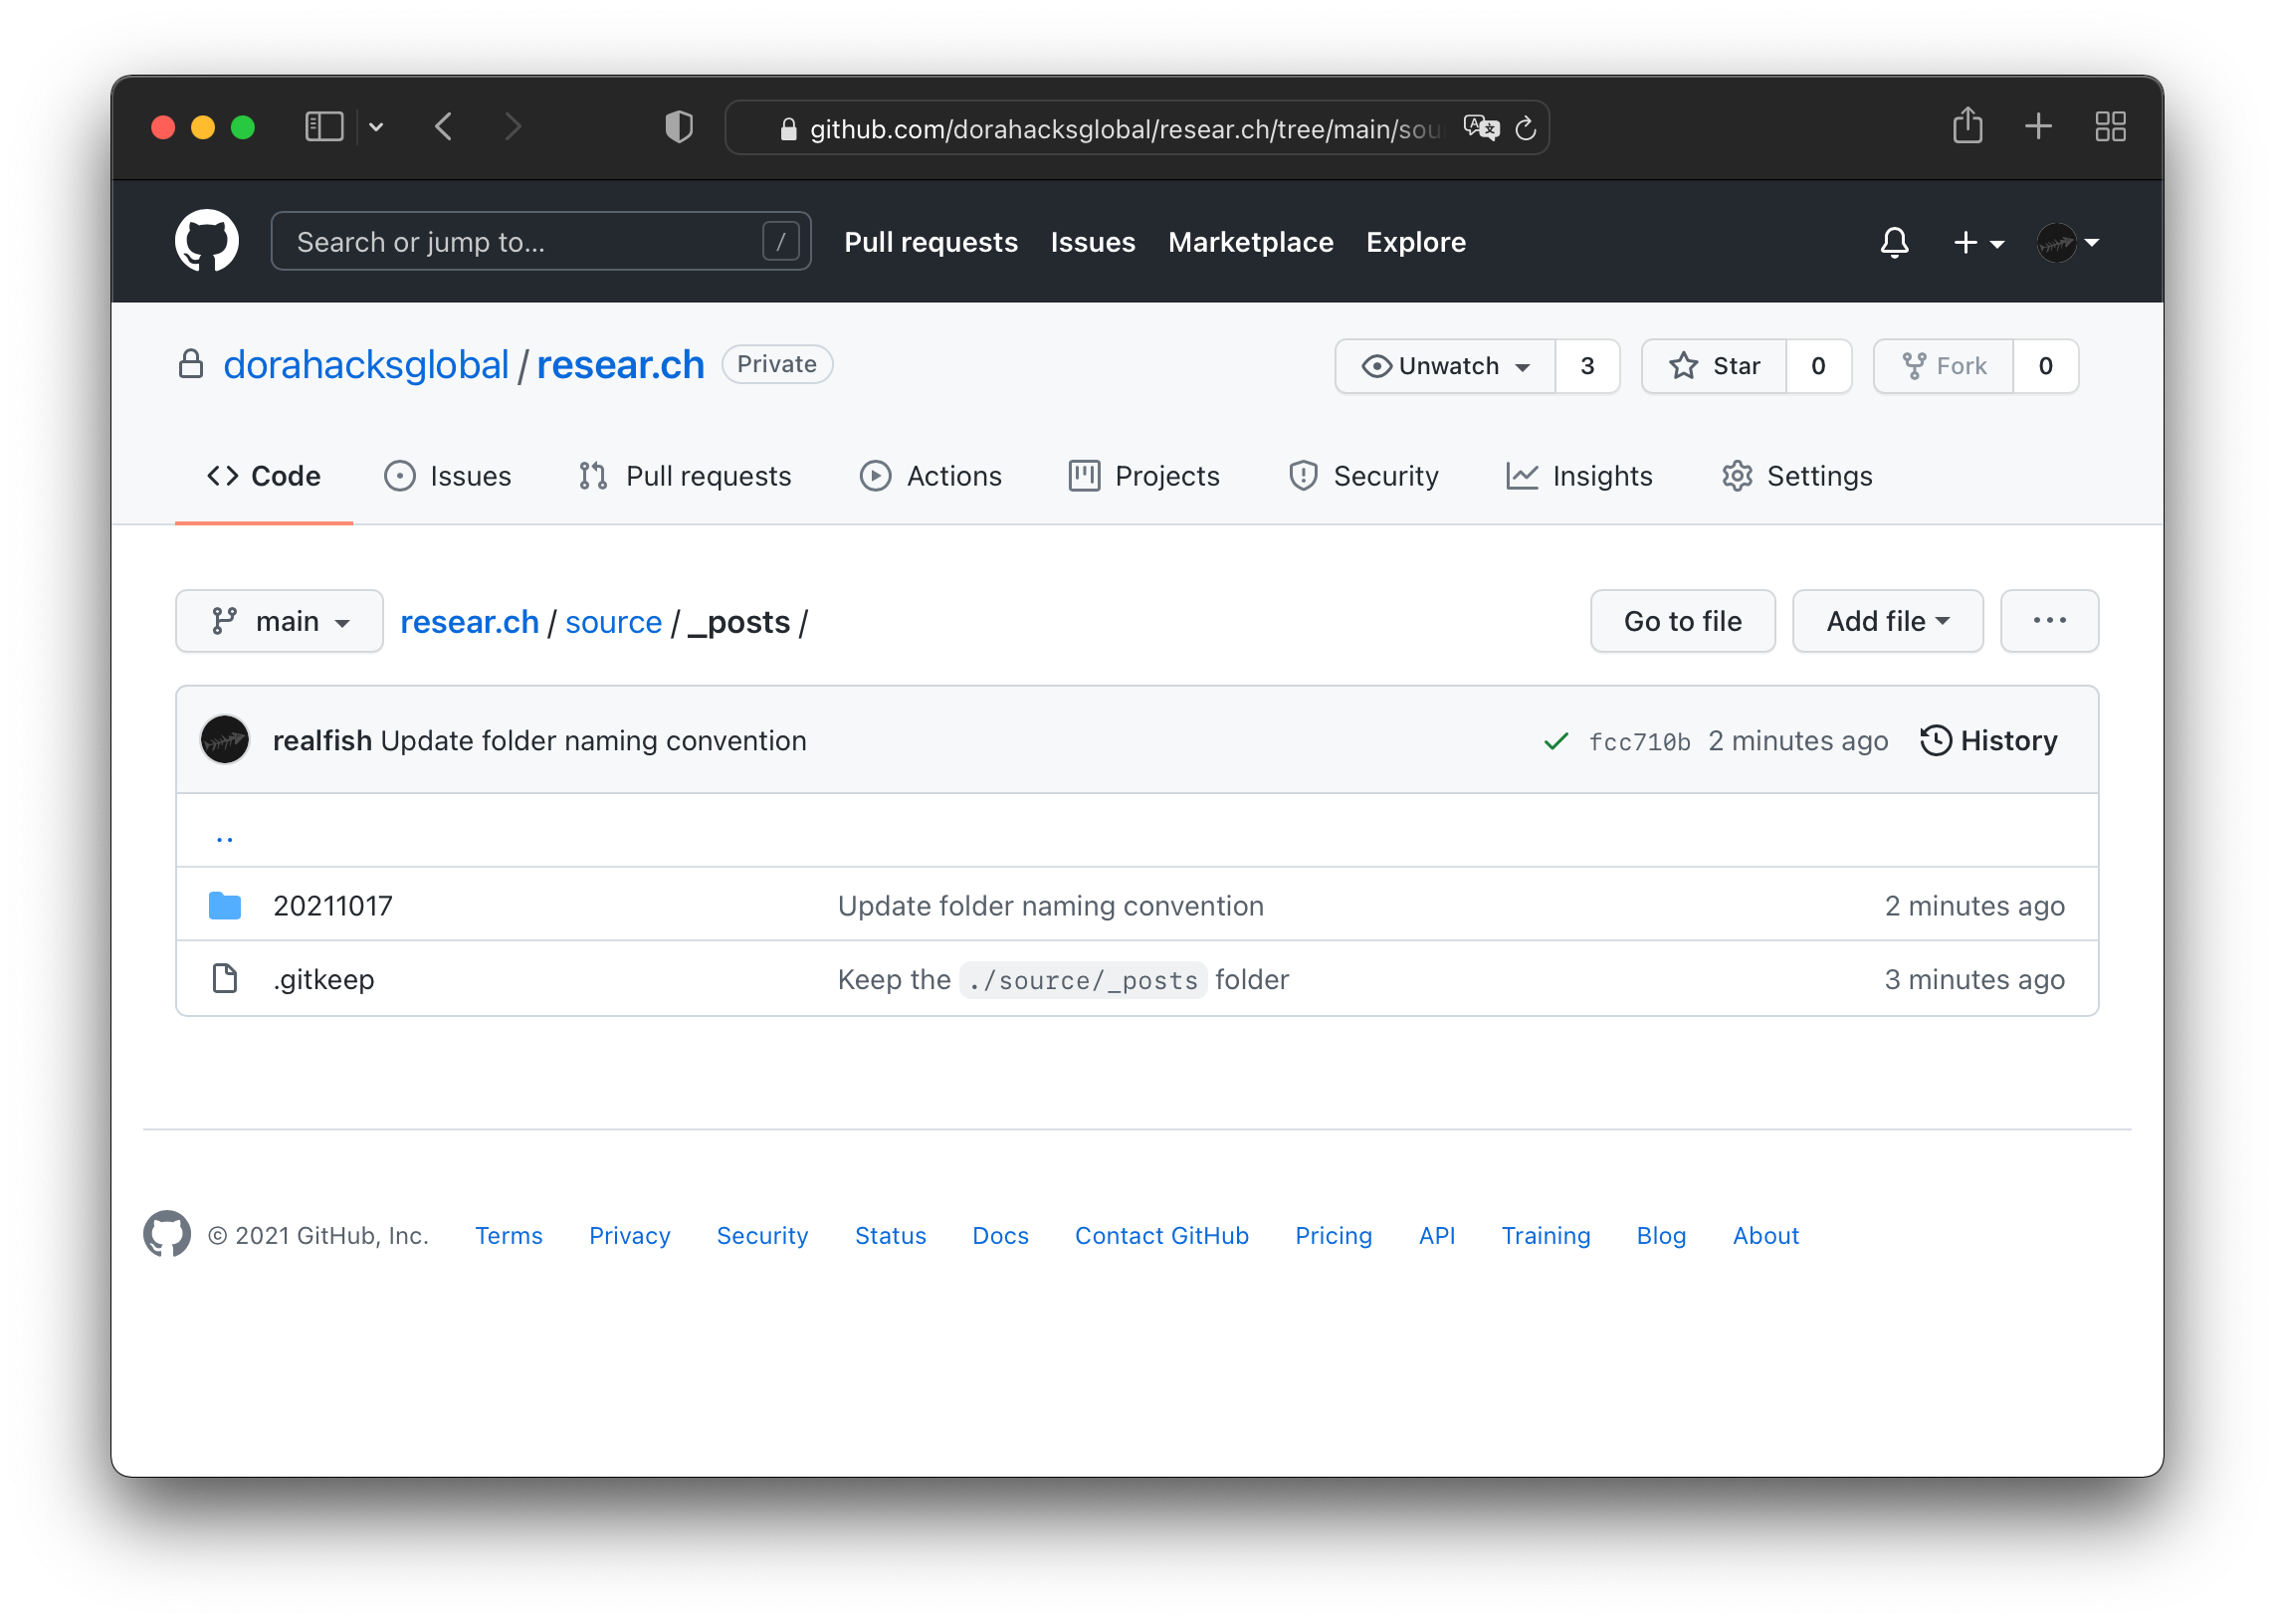 github.com/dorahacksglobal/resear.ch/tree/main/sou
Search or jump to... / Pull requests Issues Marketplace Explore
dorahacksglobal / resear.ch Private Unwatch 3 Star 0 Fork 0
Code Issues Pull requests Actions Projects Security Insights Settings
main resear.ch / source / _posts / Go to file Add file ...
realfish Update folder naming convention fcc710b 2 minutes ago History
..
20211017 Update folder naming convention 2 minutes ago
.gitkeep Keep the ./source/_posts folder 3 minutes ago
© 2021 GitHub, Inc. Terms Privacy Security Status Docs Contact GitHub Pricing API Training Blog About